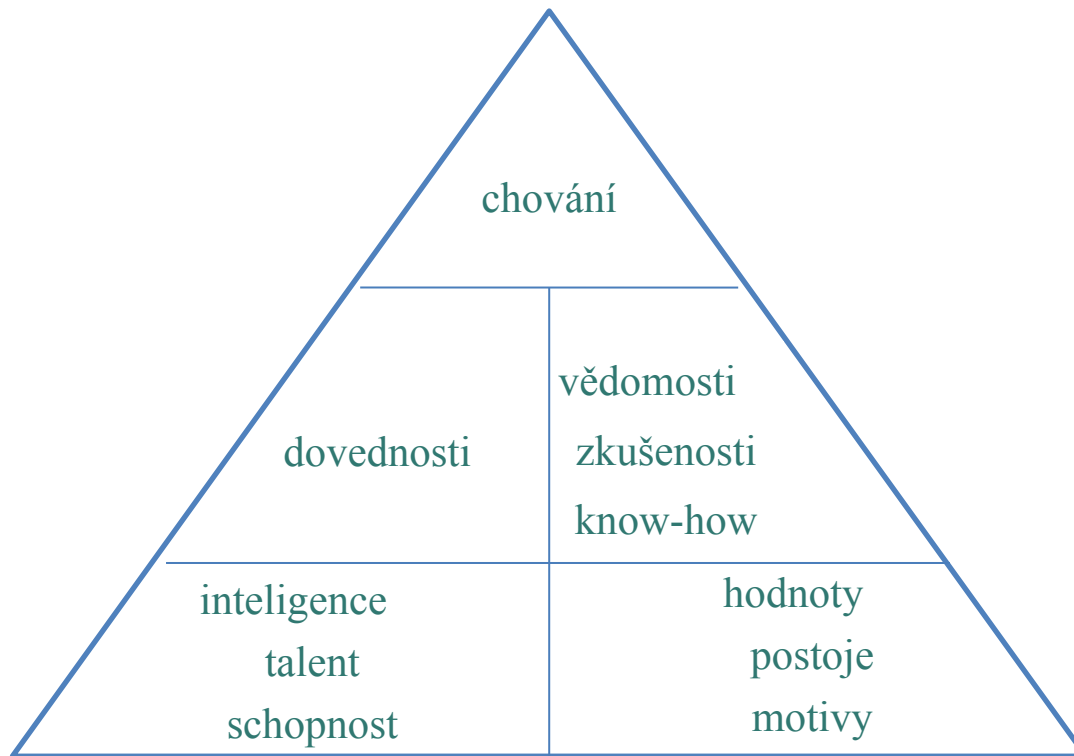 chování
dovednosti
vědomosti
zkušenosti
know-how
inteligence
talent
schopnost
hodnoty
postoje
motivy